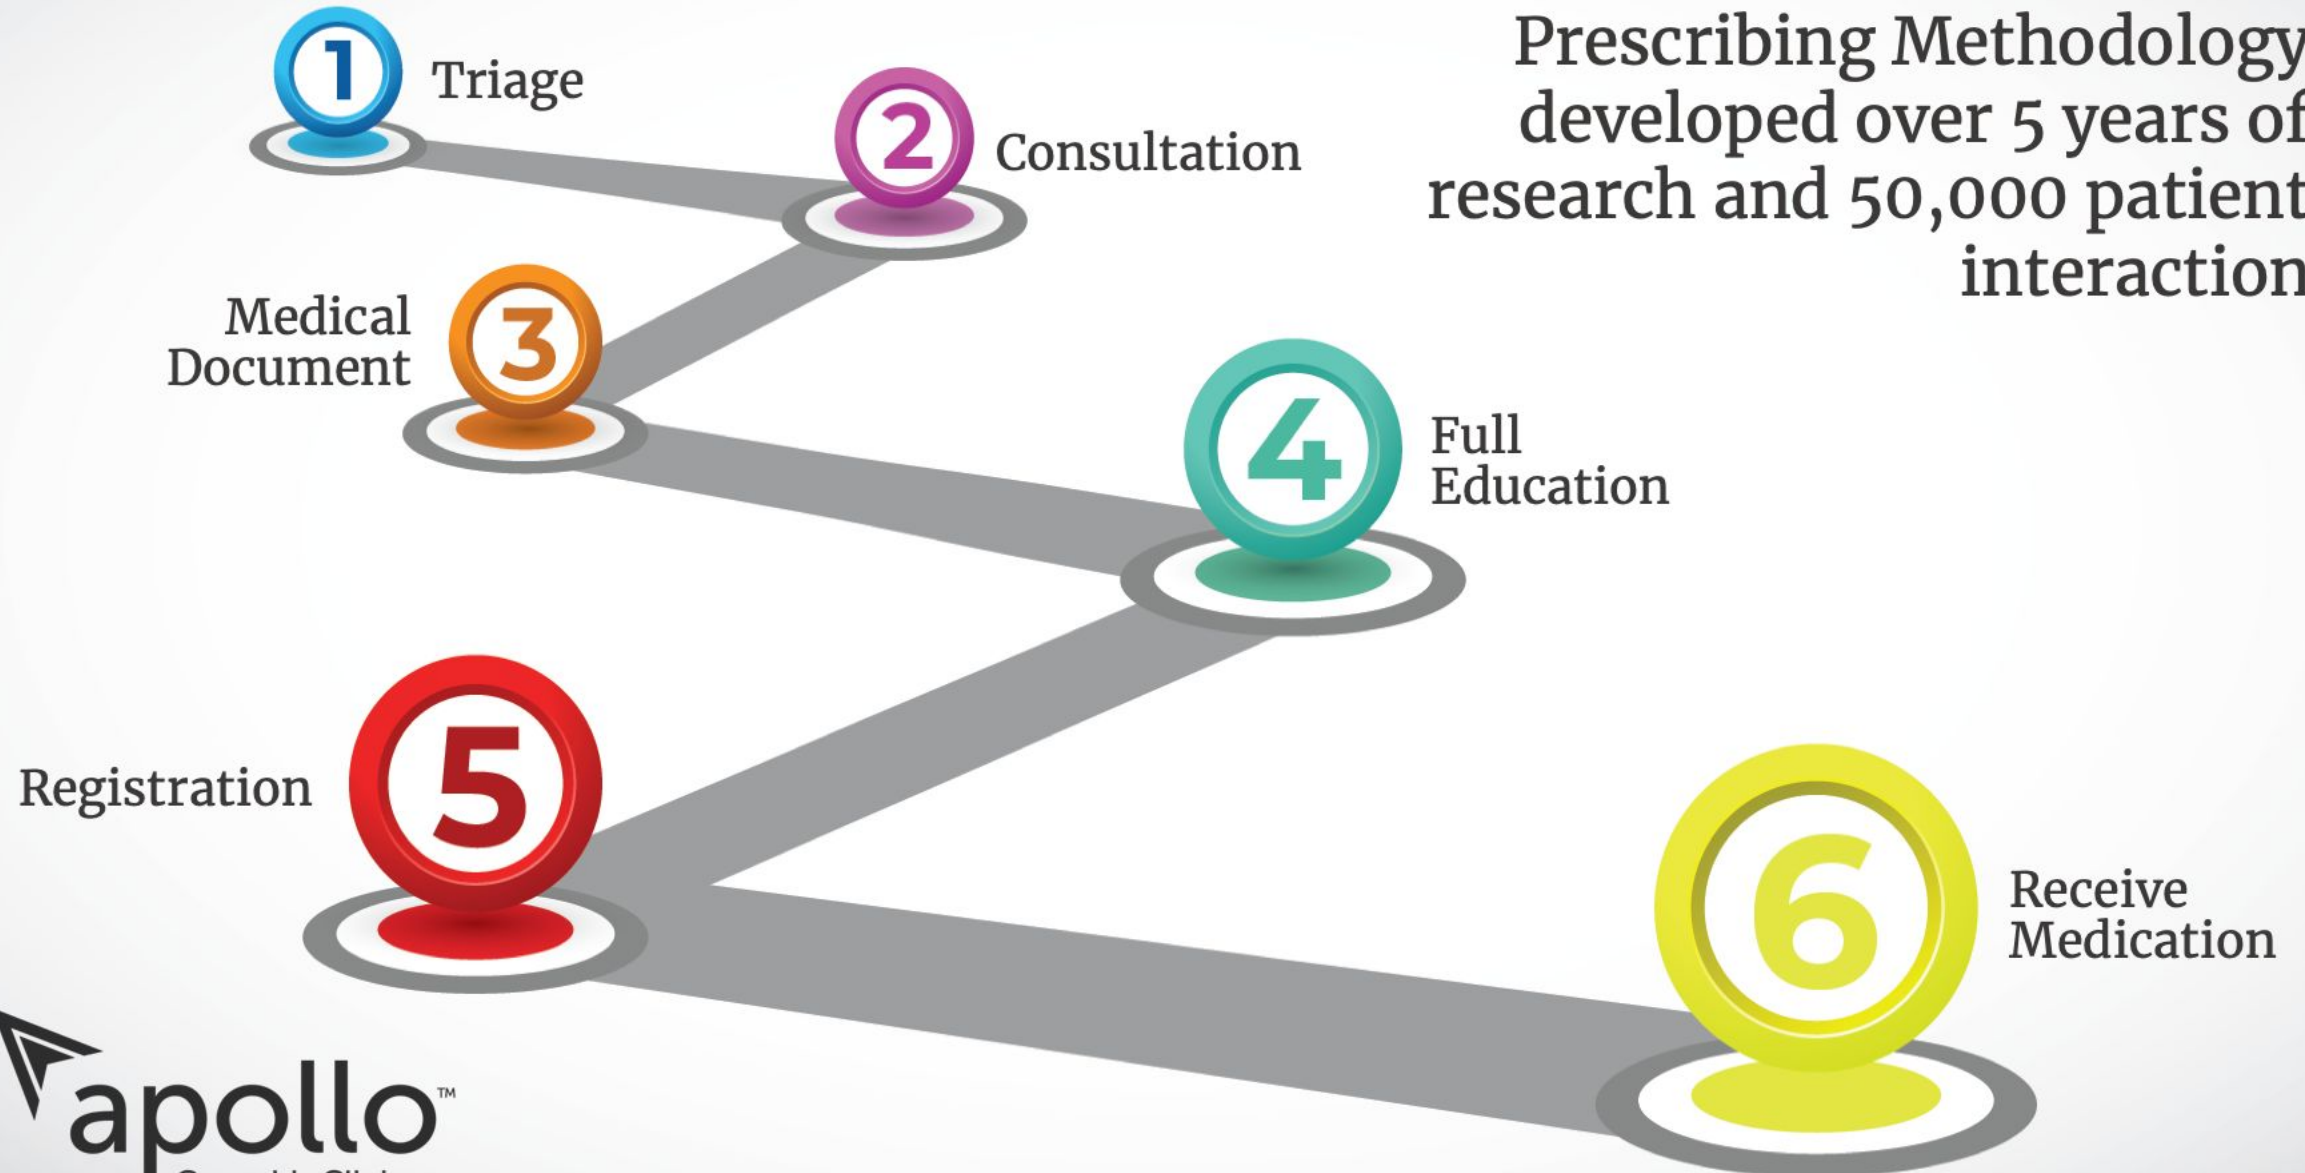 1
Triage
2
Consultation
Prescribing Methodology
developed over 5 years of
research and 50,000 patient
interaction
Medical
Document
3
4
Full
Education
Registration
5
6
Receive
Medication
apollo™